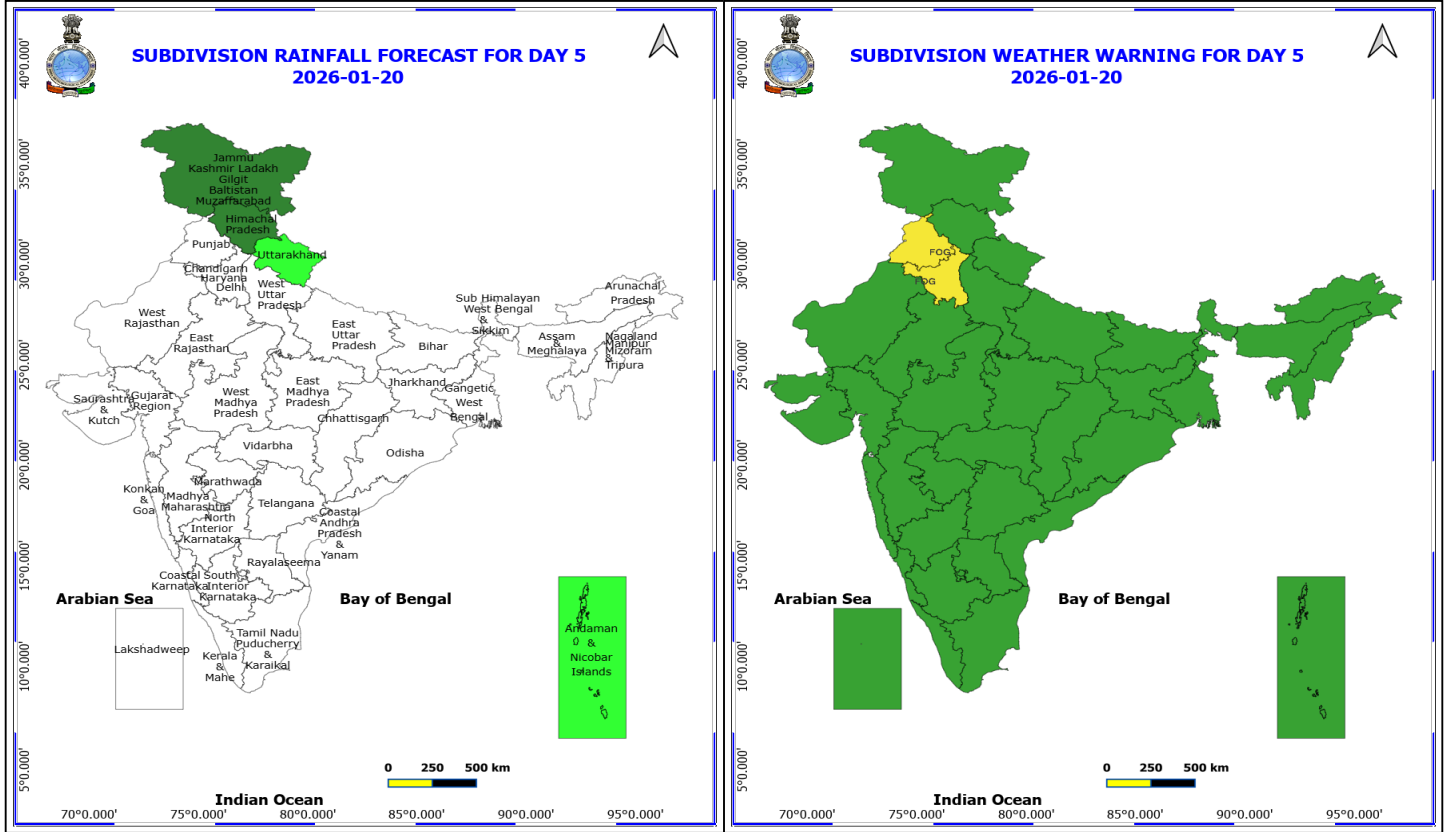 SUBDIVISION RAINFALL FORECAST FOR DAY 5
2026-01-20
40°0.000'
35°0.000'
30°0.000'
25°0.000'
20°0.000'
15°0.000'
10°0.000'
5°0.000'
Jammu
Kashmir Ladakh
Gilgit
Baltistan
Muzaffarabad
Himachal
Pradesh
Punjab
Uttarakhand
Chandigarh
Haryana
Delhi
West
Uttar
Pradesh
West
Rajasthan
East
Rajasthan
East
Uttar
Pradesh
Bihar
Sub Himalayan
West Bengal
&
Sikkim
Arunachal
Pradesh
Assam
&
Meghalaya
Nagaland
Manipur
Mizoram
&
Tripura
Saurashtra
&
Kutch
Gujarat
Region
West
Madhya
Pradesh
East
Madhya
Pradesh
Jharkhand
Gangetic
West
Bengal
Chhattisgarh
Vidarbha
Odisha
Konkan
&
Goa
Marathwada
Madhya
Maharashtra
Telangana
North
Interior
Karnataka
Coastal
Andhra
Pradesh
&
Yanam
Rayalaseema
Coastal
Karnataka
South
Interior
Karnataka
Arabian Sea
Bay of Bengal
Lakshadweep
Kerala
&
Mahe
Tamil Nadu
Puducherry
&
Karaikal
Andaman
&
Nicobar
Islands
0 250 500 km
Indian Ocean
70°0.000' 75°0.000' 80°0.000' 85°0.000' 90°0.000' 95°0.000'
SUBDIVISION WEATHER WARNING FOR DAY 5
2026-01-20
40°0.000'
35°0.000'
30°0.000'
25°0.000'
20°0.000'
15°0.000'
10°0.000'
5°0.000'
FOG
FOG
Arabian Sea
Bay of Bengal
0 250 500 km
Indian Ocean
70°0.000' 75°0.000' 80°0.000' 85°0.000' 90°0.000' 95°0.000'